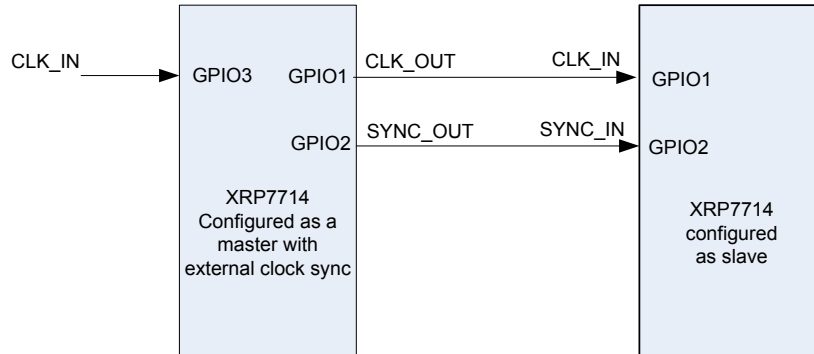 CLK_IN
GPIO3
GPIO1
CLK_OUT
CLK_IN
GPIO1
GPIO2
SYNC_OUT
SYNC_IN
GPIO2
XRP7714
Configured as a
master with
external clock sync
XRP7714
configured
as slave